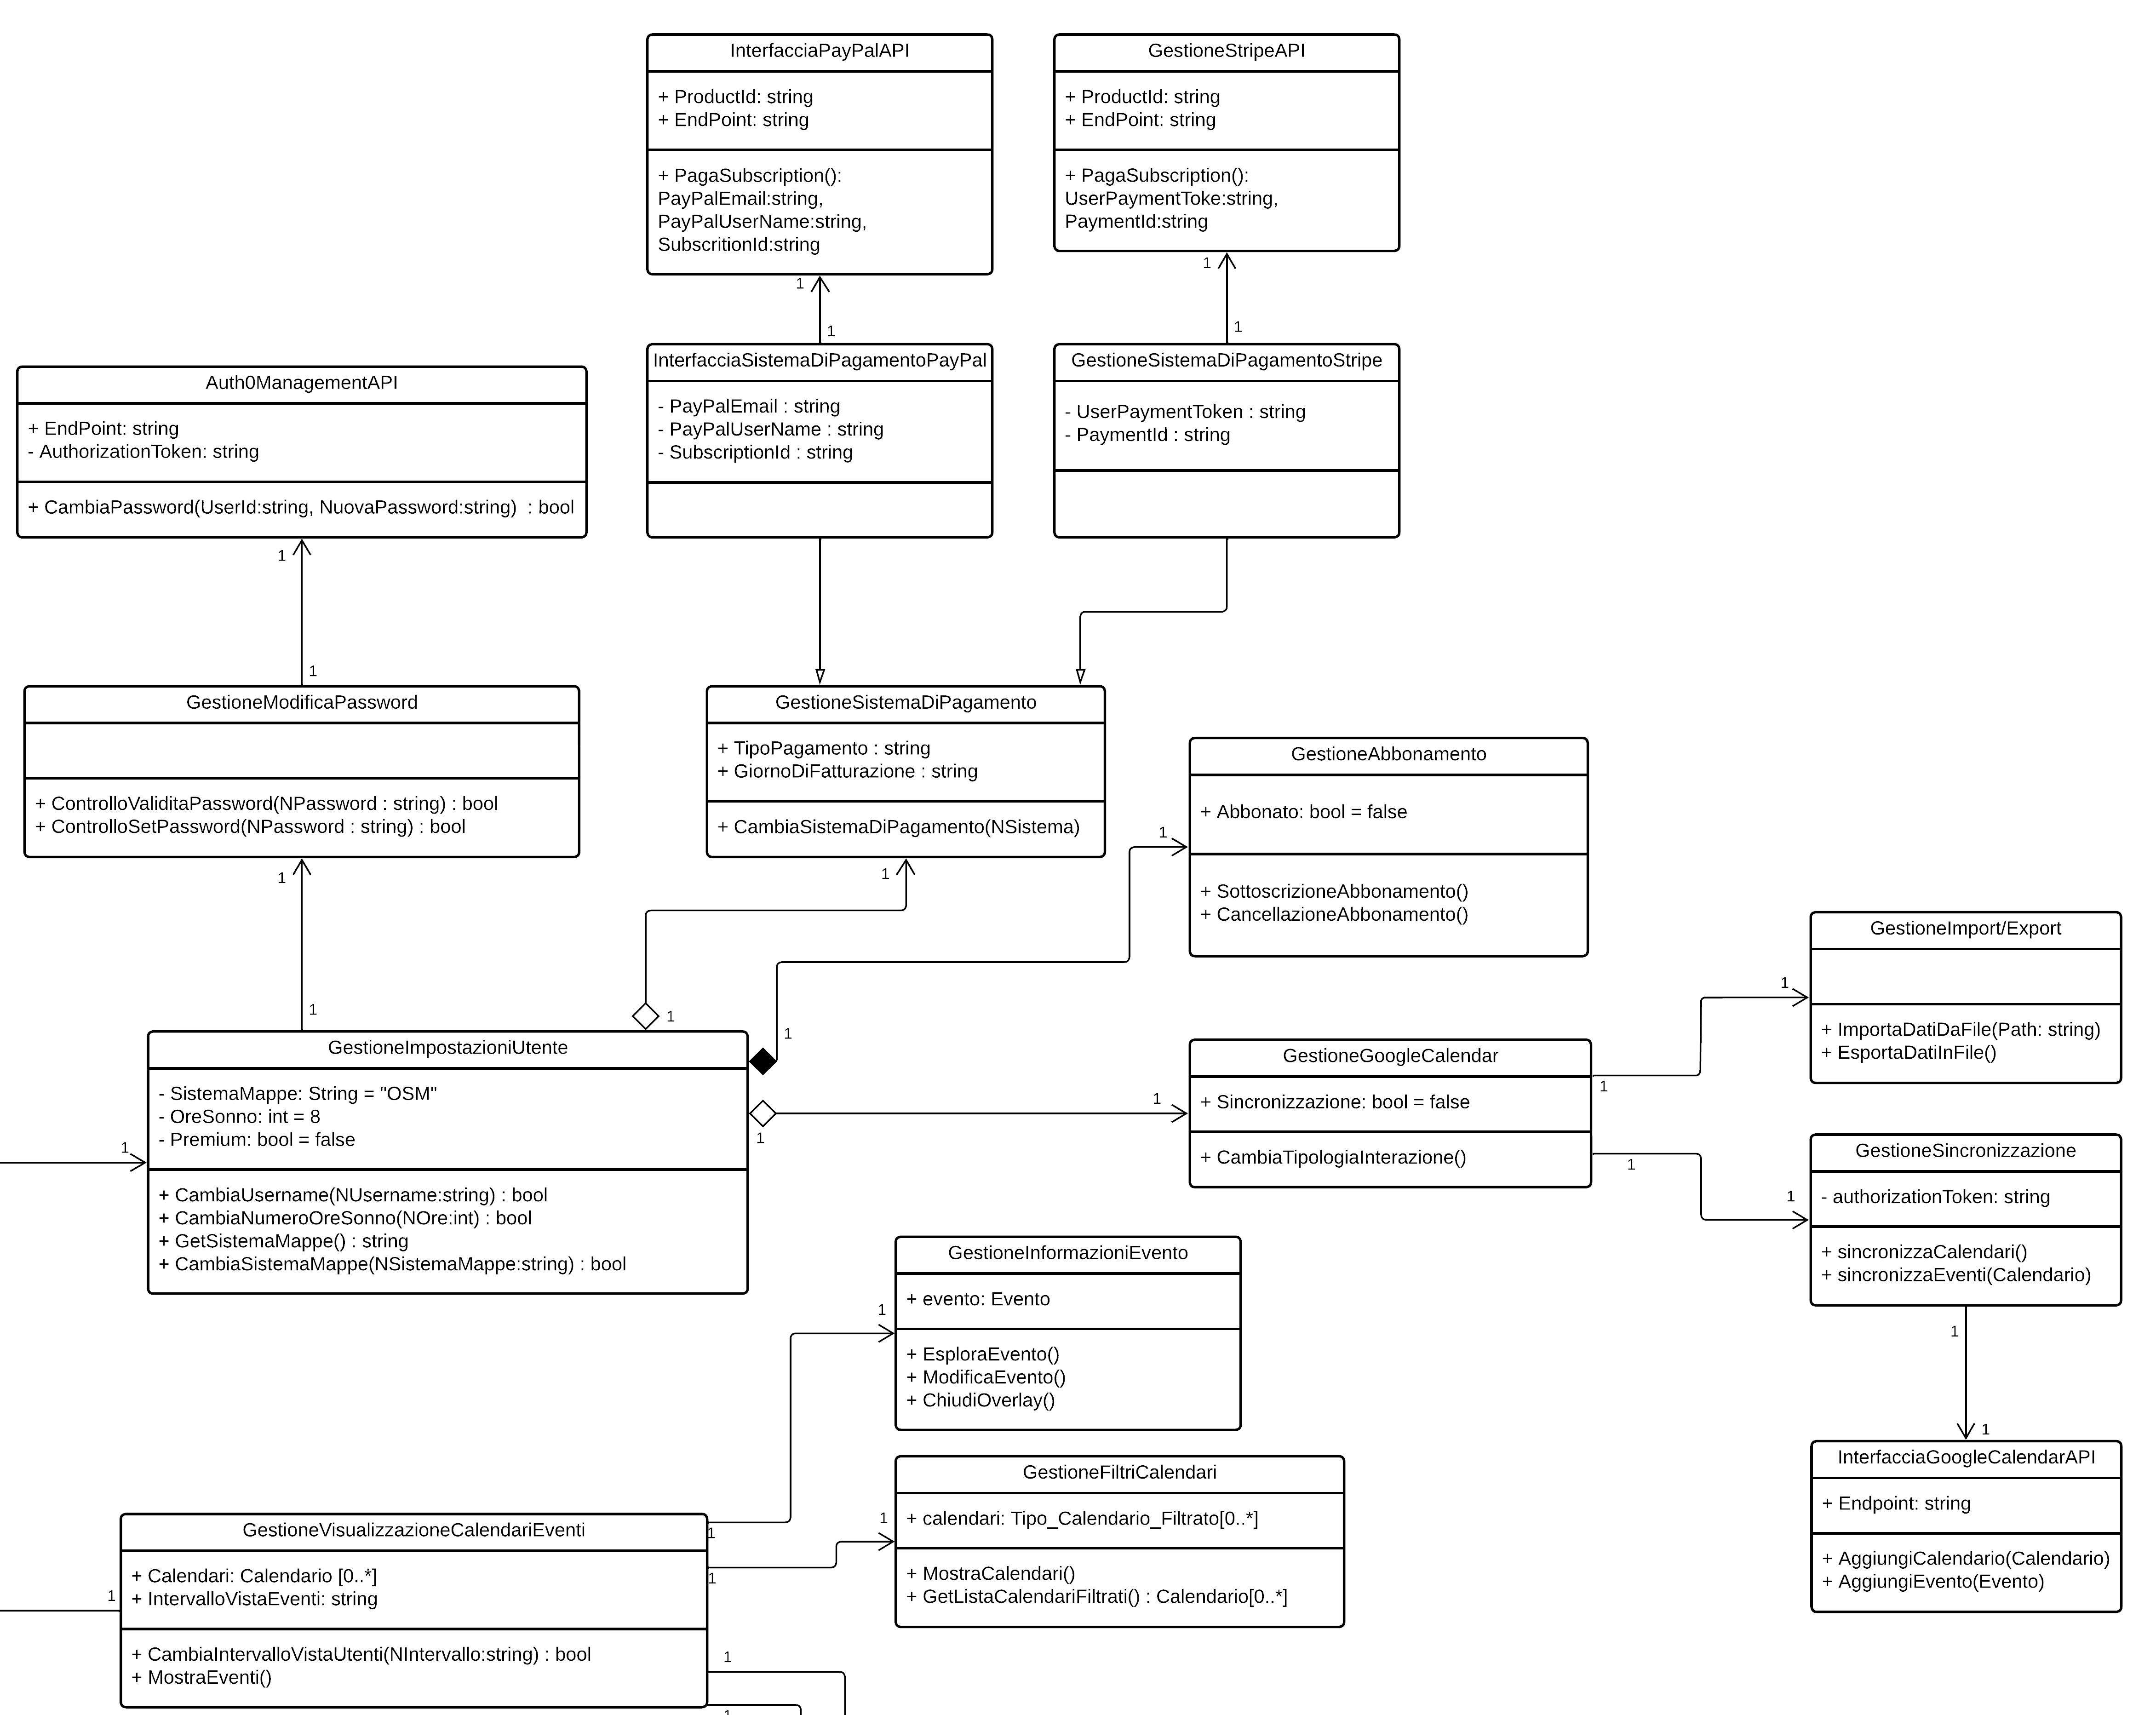 InterfacciaPayPalAPI
+ ProductId: string
+ EndPoint: string
+ PagaSubscription():
PayPalEmail:string,
PayPalUserName:string,
SubscritionId:string
1
1
GestioneStripeAPI
+ ProductId: string
+ EndPoint: string
+ PagaSubscription():
UserPaymentToke:string,
PaymentId:string
1
1
Auth0ManagementAPI
+ EndPoint: string
- AuthorizationToken: string
+ CambiaPassword(UserId:string, NuovaPassword:string)  : bool
1
1
InterfacciaSistemaDiPagamentoPayPal
- PayPalEmail : string
- PayPalUserName : string
- SubscriptionId : string
GestioneSistemaDiPagamentoStripe
- UserPaymentToken : string
- PaymentId : string
GestioneModificaPassword
+ ControlloValiditaPassword(NPassword : string) : bool
+ ControlloSetPassword(NPassword : string) : bool
1
1
GestioneSistemaDiPagamento
+ TipoPagamento : string
+ GiornoDiFatturazione : string
+ CambiaSistemaDiPagamento(NSistema)
1
1
GestioneAbbonamento
+ Abbonato: bool = false
+ SottoscrizioneAbbonamento()
+ CancellazioneAbbonamento()
1
1
GestioneImport/Export
+ ImportaDatiDaFile(Path: string)
+ EsportaDatiInFile()
1
1
GestioneImpostazioniUtente
- SistemaMappe: String = "OSM"
- OreSonno: int = 8
- Premium: bool = false
+ CambiaUsername(NUsername:string) : bool
+ CambiaNumeroOreSonno(NOre:int) : bool
+ GetSistemaMappe() : string
+ CambiaSistemaMappe(NSistemaMappe:string) : bool
1
1
1
GestioneGoogleCalendar
+ Sincronizzazione: bool = false
+ CambiaTipologiaInterazione()
1
1
GestioneSincronizzazione
- authorizationToken: string
+ sincronizzaCalendari()
+ sincronizzaEventi(Calendario)
1
1
GestioneInformazioniEvento
+ evento: Evento
+ EsploraEvento()
+ ModificaEvento()
+ ChiudiOverlay()
1
1
InterfacciaGoogleCalendarAPI
+ Endpoint: string
+ AggiungiCalendario(Calendario)
+ AggiungiEvento(Evento)
GestioneFiltriCalendari
+ calendari: Tipo_Calendario_Filtrato[0..*]
+ MostraCalendari()
+ GetListaCalendariFiltrati() : Calendario[0..*]
1
1
GestioneVisualizzazioneCalendariEventi
+ Calendari: Calendario [0..*]
+ IntervalloVistaEventi: string
+ CambiaIntervalloVistaUtenti(NIntervallo:string) : bool
+ MostraEventi()
1
1